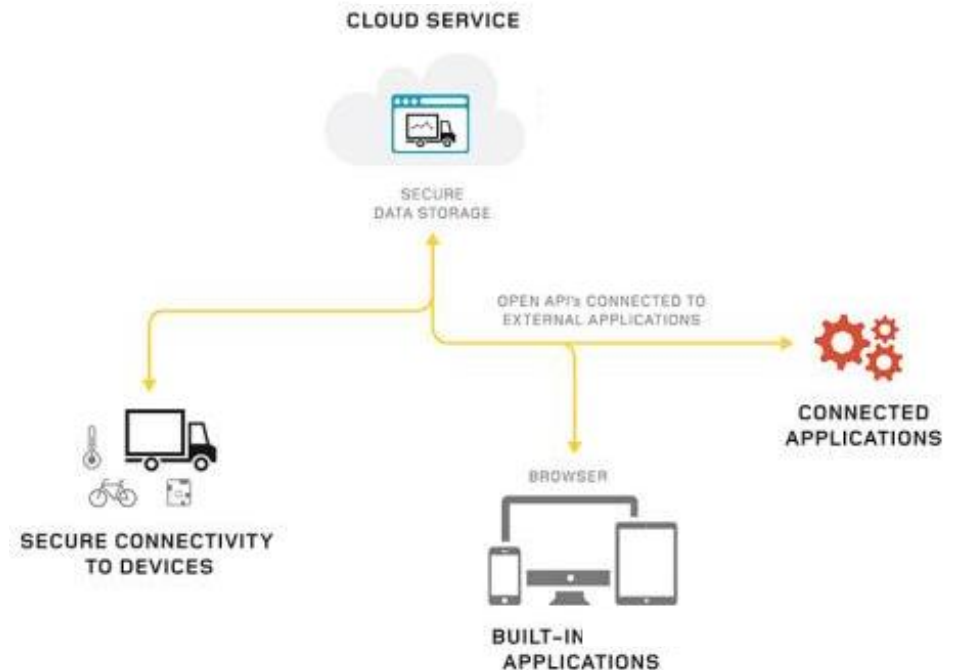 CLOUD SERVICE
SECURE
DATA STORAGE
OPEN API's CONNECTED TO
EXTERNAL APPLICATIONS
CONNECTED
APPLICATIONS
BROWSER
SECURE CONNECTIVITY
TO DEVICES
BUILT-IN
APPLICATIONS